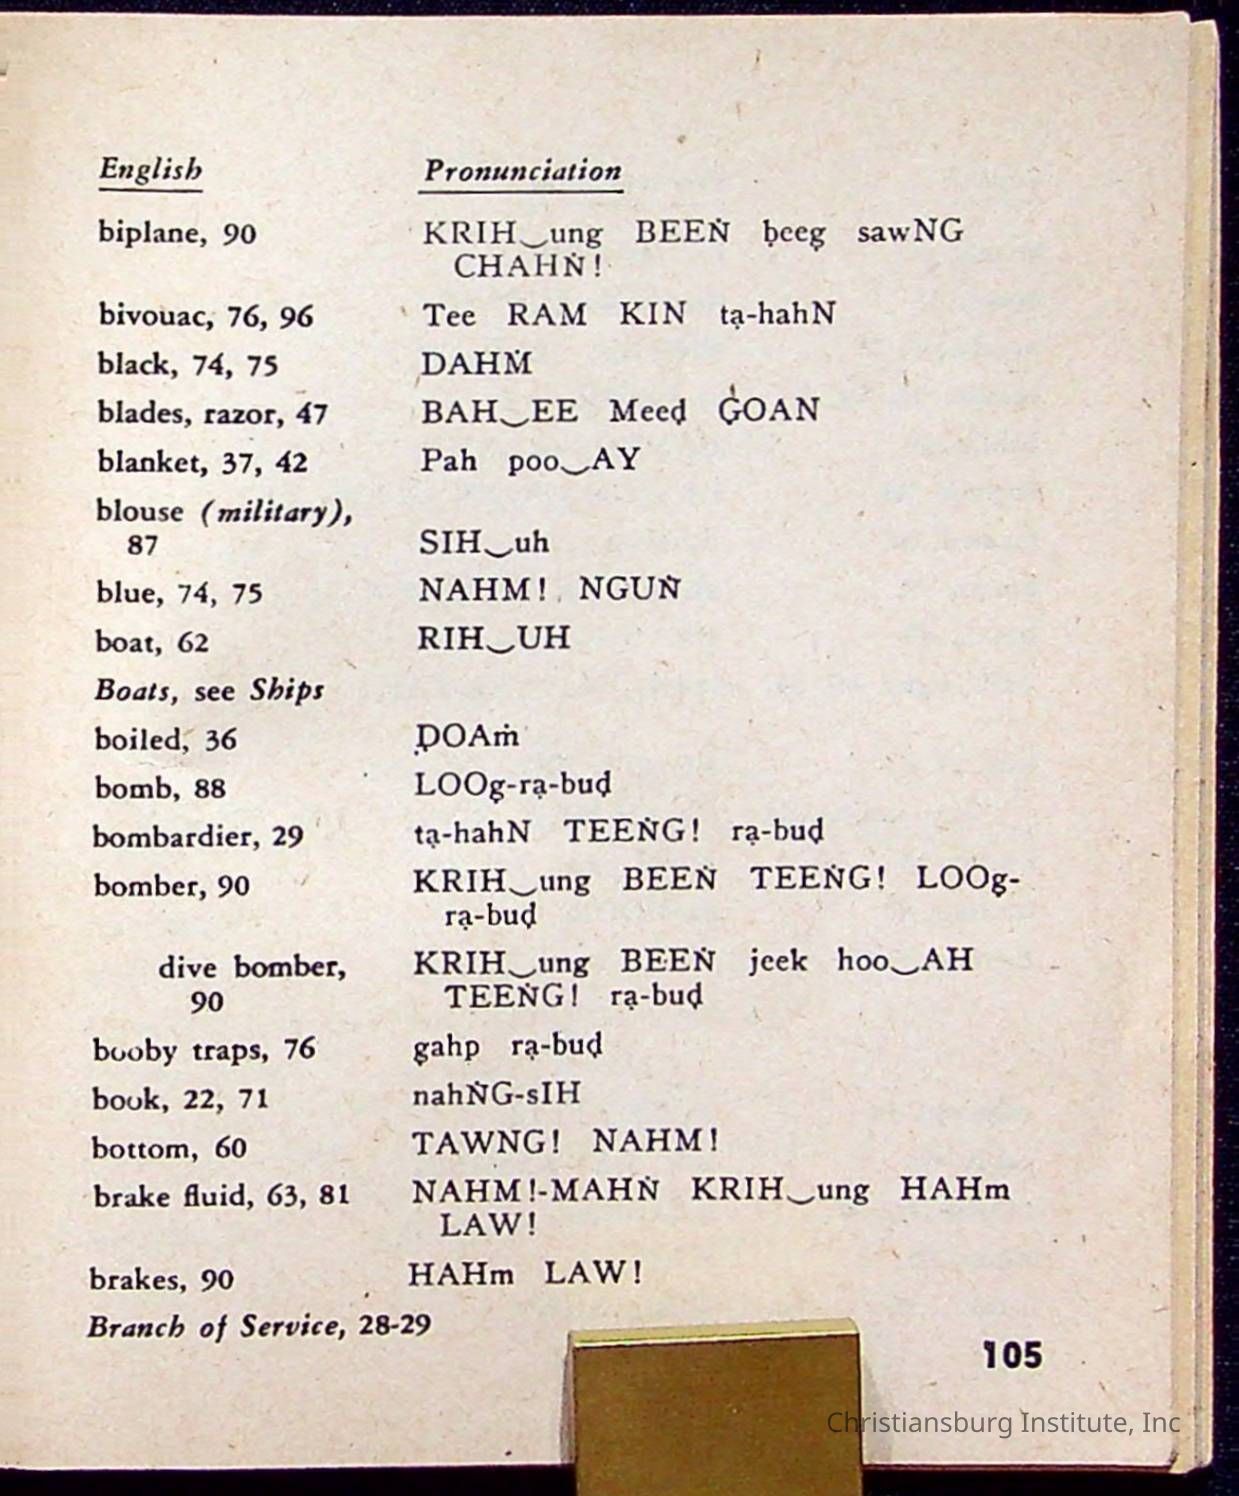 English Pronunciation
biplane, 90 KRIH‿ung BEEṄ ḅeeg̣ sawNG
CHAHṄ!
bivouac, 76, 96 Tee RAM KIN tạ-hahN
black, 74, 75 DAHṀ
blades, razor, 47 BAH‿EE Meeḍ G̣OAN
blanket, 37, 42 Pah poo‿AY
blouse (military),
87 SIH‿uh
blue, 74, 75 NAHM! NGUṄ
boat, 62 RIH‿UH
Boats, see Ships
boiled, 36 ḌOAṁ
bomb, 88 LOOg̣-rạ-buḍ
bombardier, 29 tạ-hahN TEEṄG! rạ-buḍ
bomber, 90 KRIH‿ung BEEṄ TEEṄG! LOOg̣-
rạ-buḍ
dive bomber, KRIH‿ung BEEṄ jeek hoo‿AH
90 TEEṄG! rạ-buḍ
booby traps, 76 g̣ahp rạ-buḍ
book, 22, 71 nahṄG-sIH
bottom, 60 TAWNG! NAHM!
brake fluid, 63, 81 NAHM!-MAHṄ KRIH‿ung HAHm
LAW!
brakes, 90 HAHm LAW!
Branch of Service, 28-29
105
Christiansburg Institute, Inc